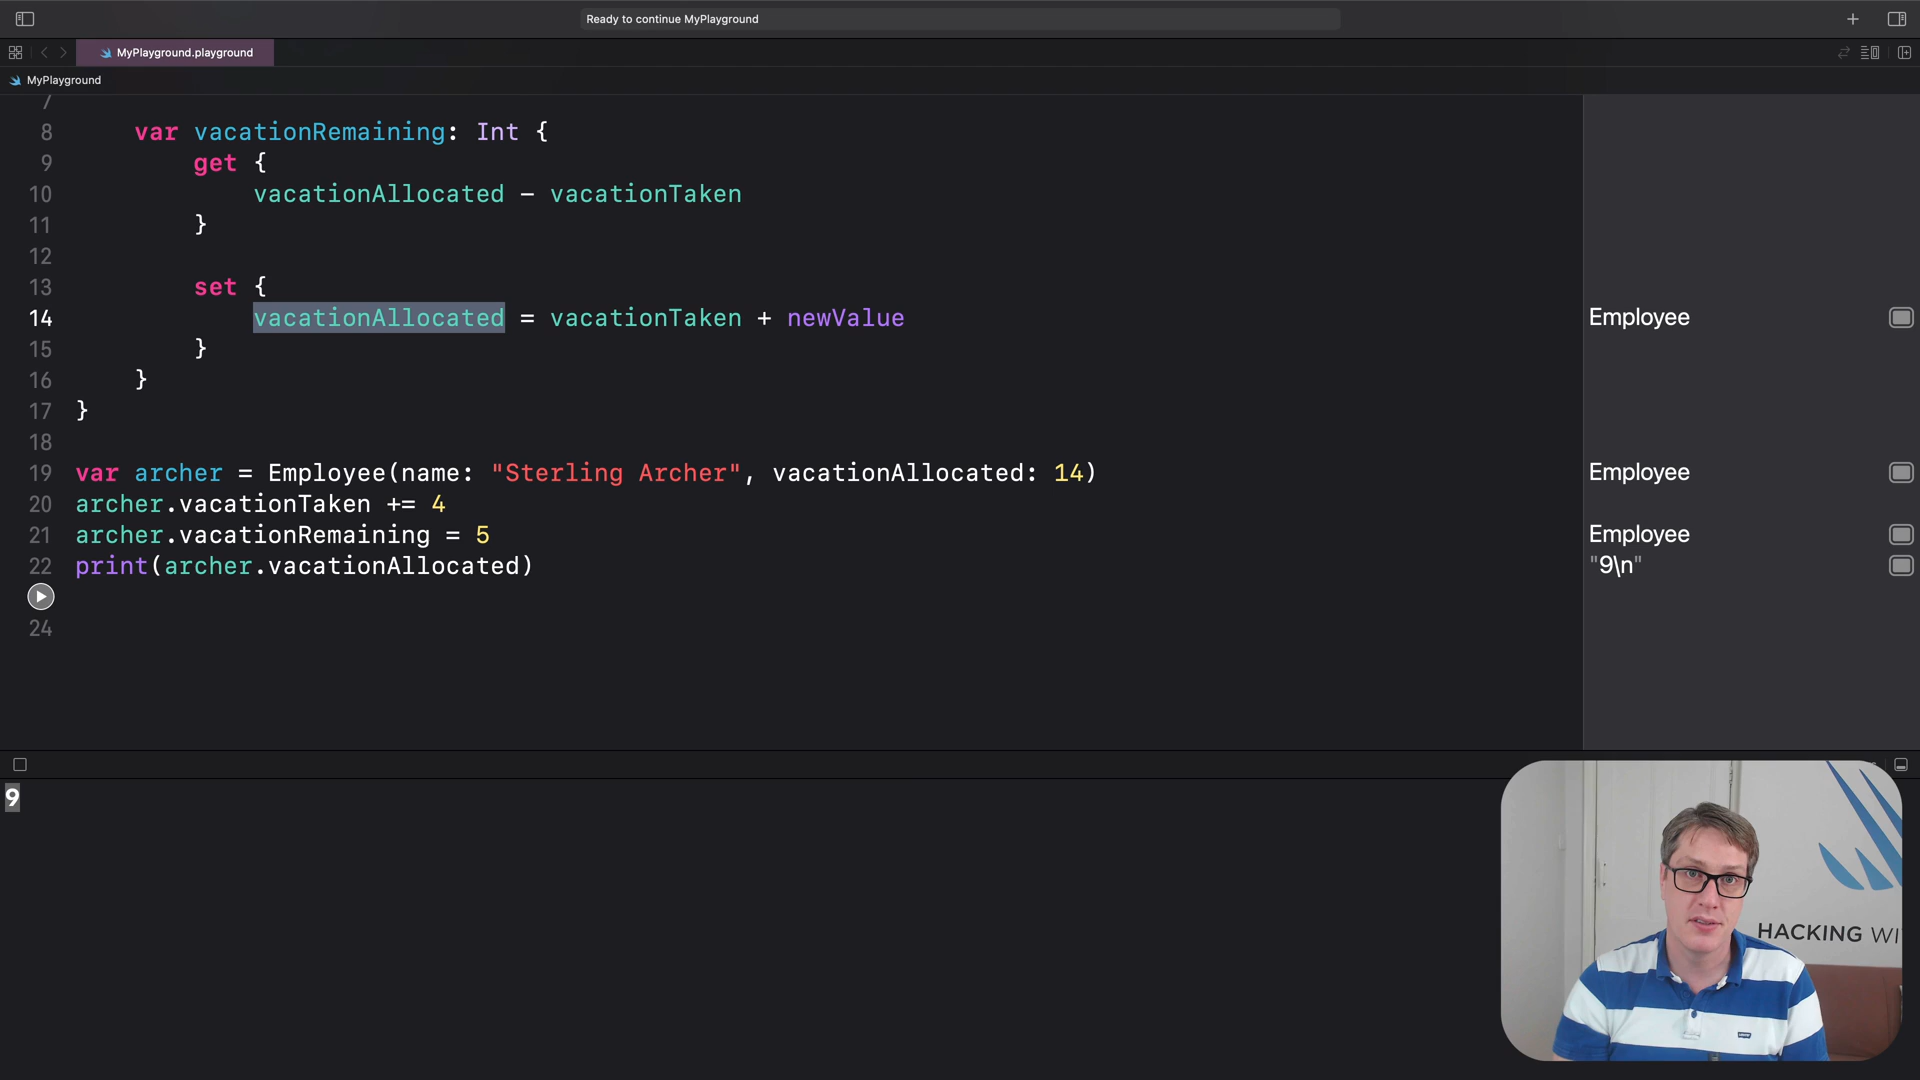 Ready to continue MyPlayground
MyPlayground.playground
MyPlayground
7
8 var vacationRemaining: Int {
9 get {
10 vacationAllocated - vacationTaken
11 }
12
13 set {
14 vacationAllocated = vacationTaken + newValue Employee
15 }
16 }
17 }
18
19 var archer = Employee(name: "Sterling Archer", vacationAllocated: 14) Employee
20 archer.vacationTaken += 4
21 archer.vacationRemaining = 5 Employee
22 print(archer.vacationAllocated) "9\n"
24
9
HACKING WI